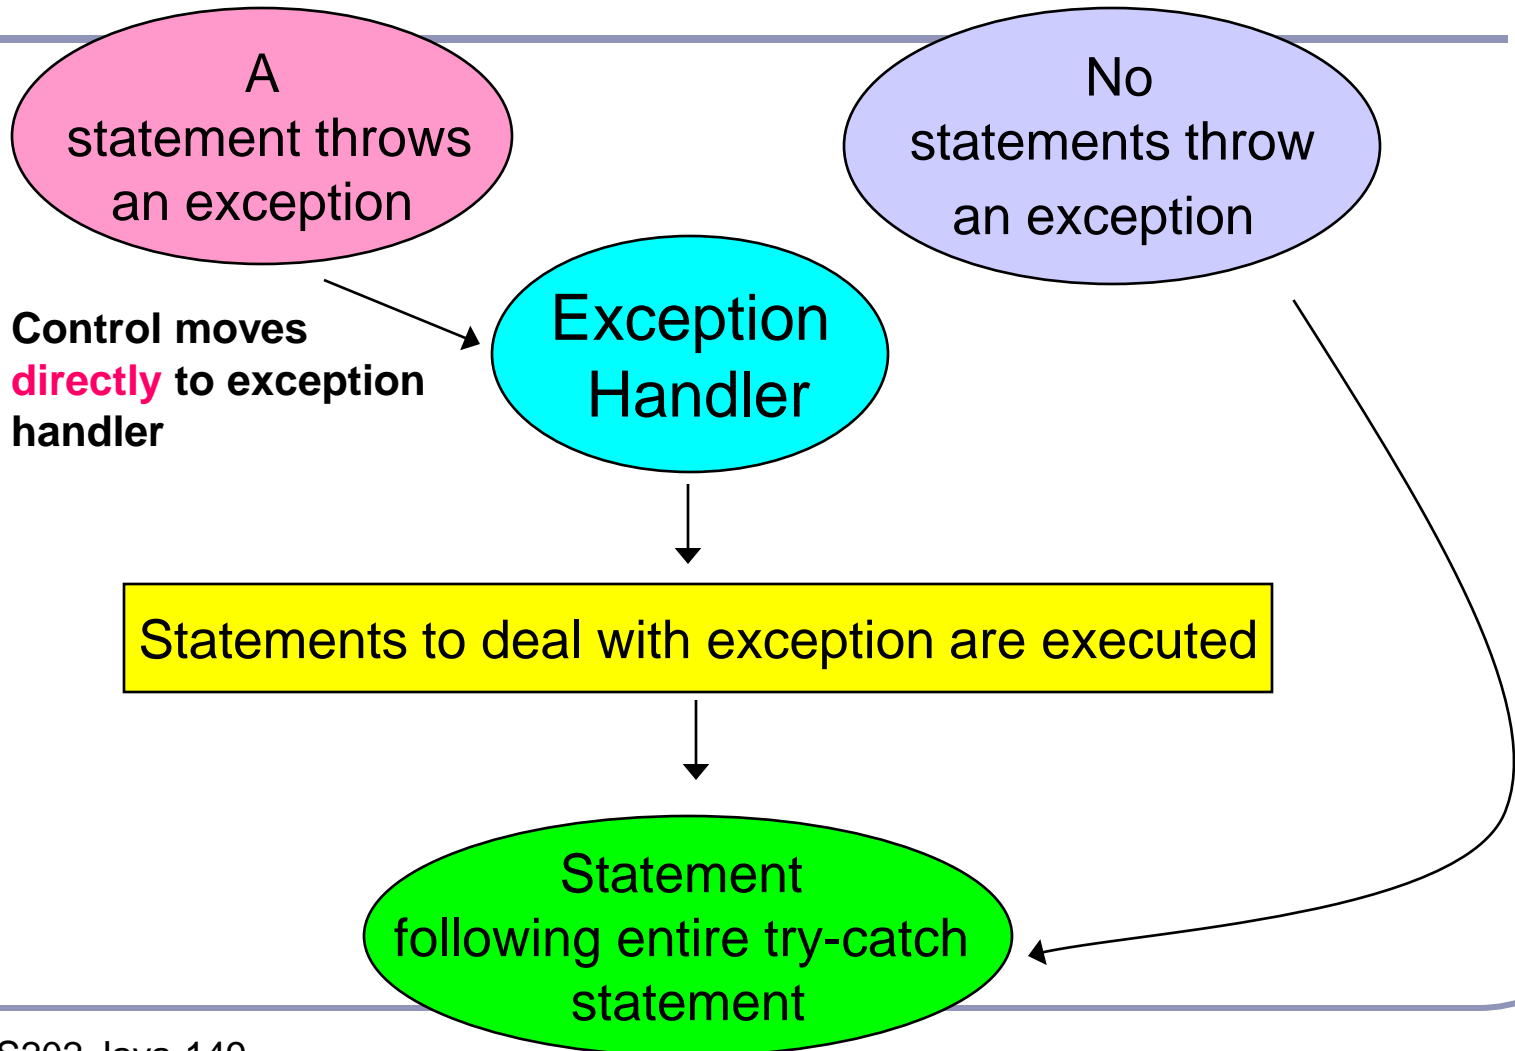 A
statement throws
an exception
No
statements throw
an exception
Control moves
directly to exception
handler
Exception
Handler
Statements to deal with exception are executed
Statement
following entire try-catch
statement